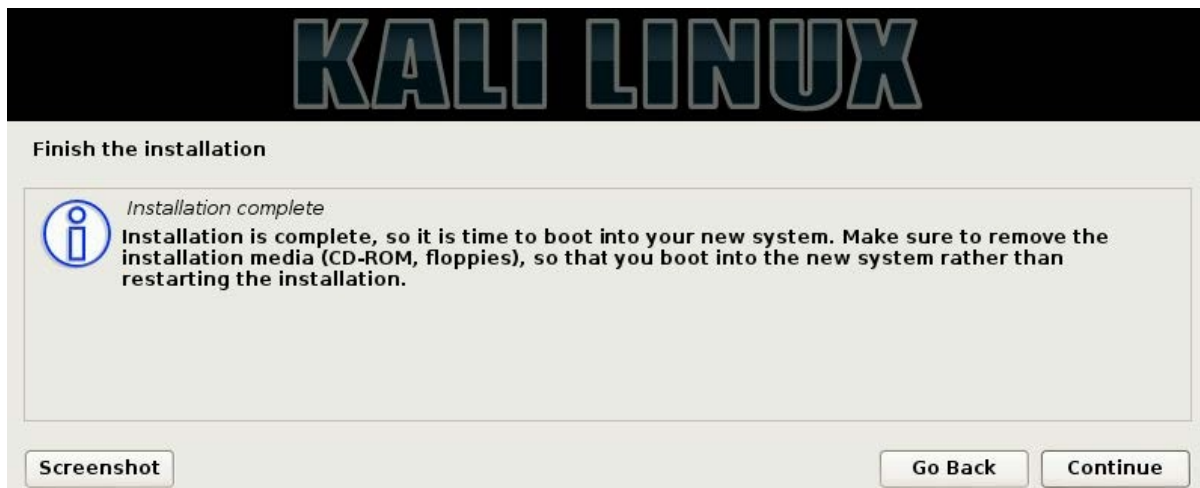 KALI LINUX
Finish the installation
Installation complete
Installation is complete, so it is time to boot into your new system. Make sure to remove the
installation media (CD-ROM, floppies), so that you boot into the new system rather than
restarting the installation.
Screenshot
Go Back
Continue